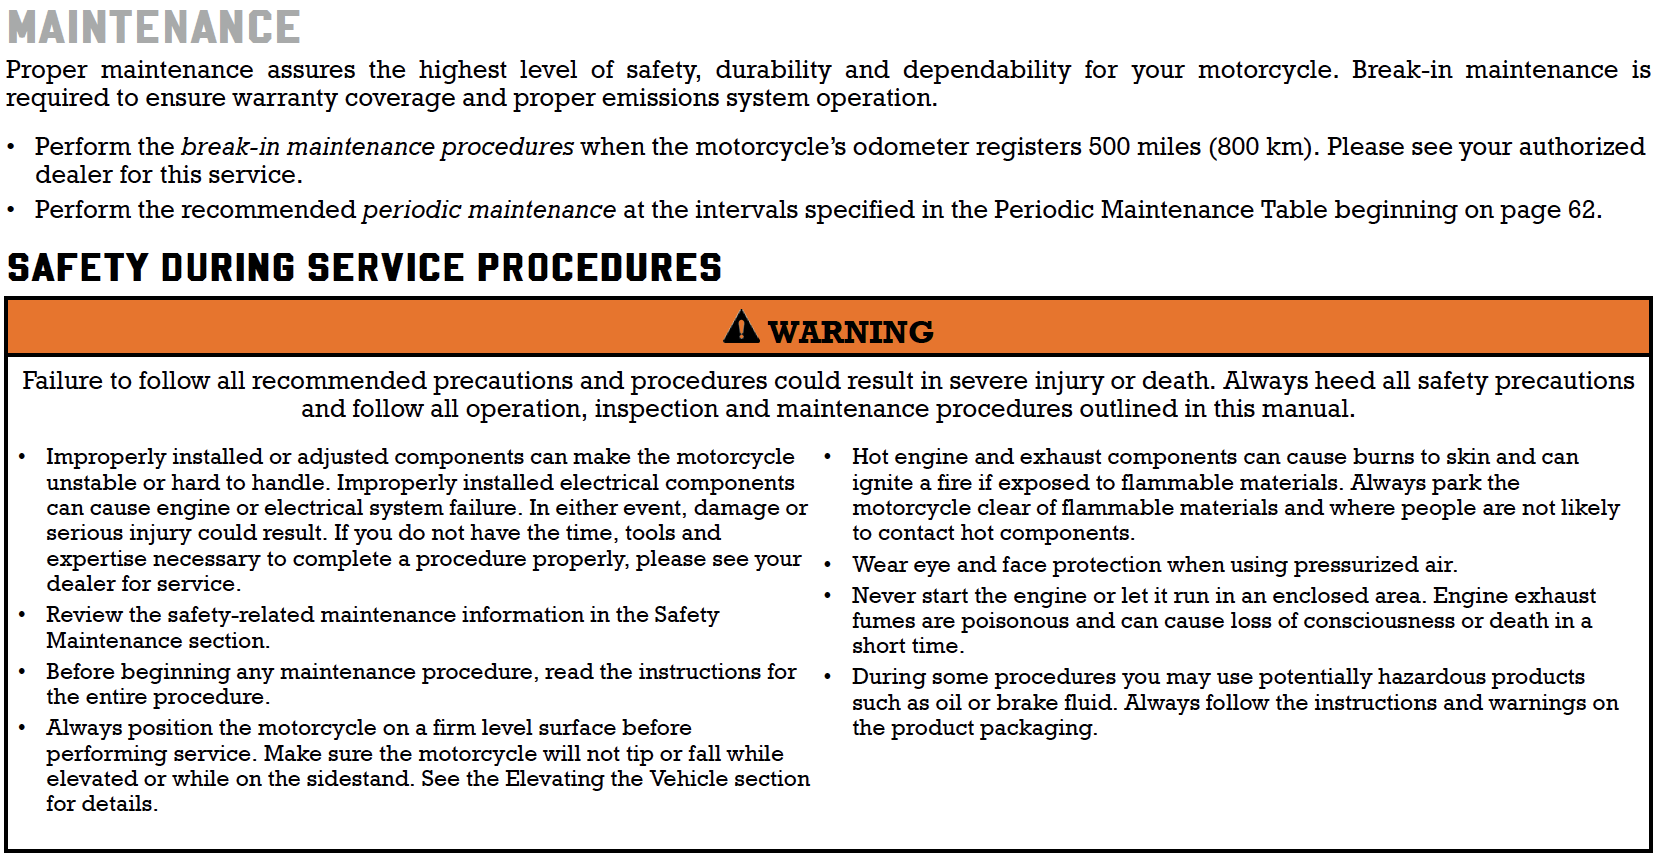 MAINTENANCE
Proper maintenance assures the highest level of safety, durability and dependability for your motorcycle. Break-in maintenance is
required to ensure warranty coverage and proper emissions system operation.
• Perform the break-in maintenance procedures when the motorcycle's odometer registers 500 miles (800 km). Please see your authorized
dealer for this service.
• Perform the recommended periodic maintenance at the intervals specified in the Periodic Maintenance Table beginning on page 62.
SAFETY DURING SERVICE PROCEDURES
WARNING
Failure to follow all recommended precautions and procedures could result in severe injury or death. Always heed all safety precautions
and follow all operation, inspection and maintenance procedures outlined in this manual.
• Improperly installed or adjusted components can make the motorcycle
unstable or hard to handle. Improperly installed electrical components
can cause engine or electrical system failure. In either event, damage or
serious injury could result. If you do not have the time, tools and
expertise necessary to complete a procedure properly, please see your
dealer for service.
• Review the safety-related maintenance information in the Safety
Maintenance section.
• Before beginning any maintenance procedure, read the instructions for
the entire procedure.
• Always position the motorcycle on a firm level surface before
performing service. Make sure the motorcycle will not tip or fall while
elevated or while on the sidestand. See the Elevating the Vehicle section
for details.
• Hot engine and exhaust components can cause burns to skin and can
ignite a fire if exposed to flammable materials. Always park the
motorcycle clear of flammable materials and where people are not likely
to contact hot components.
• Wear eye and face protection when using pressurized air.
• Never start the engine or let it run in an enclosed area. Engine exhaust
fumes are poisonous and can cause loss of consciousness or death in a
short time.
• During some procedures you may use potentially hazardous products
such as oil or brake fluid. Always follow the instructions and warnings on
the product packaging.